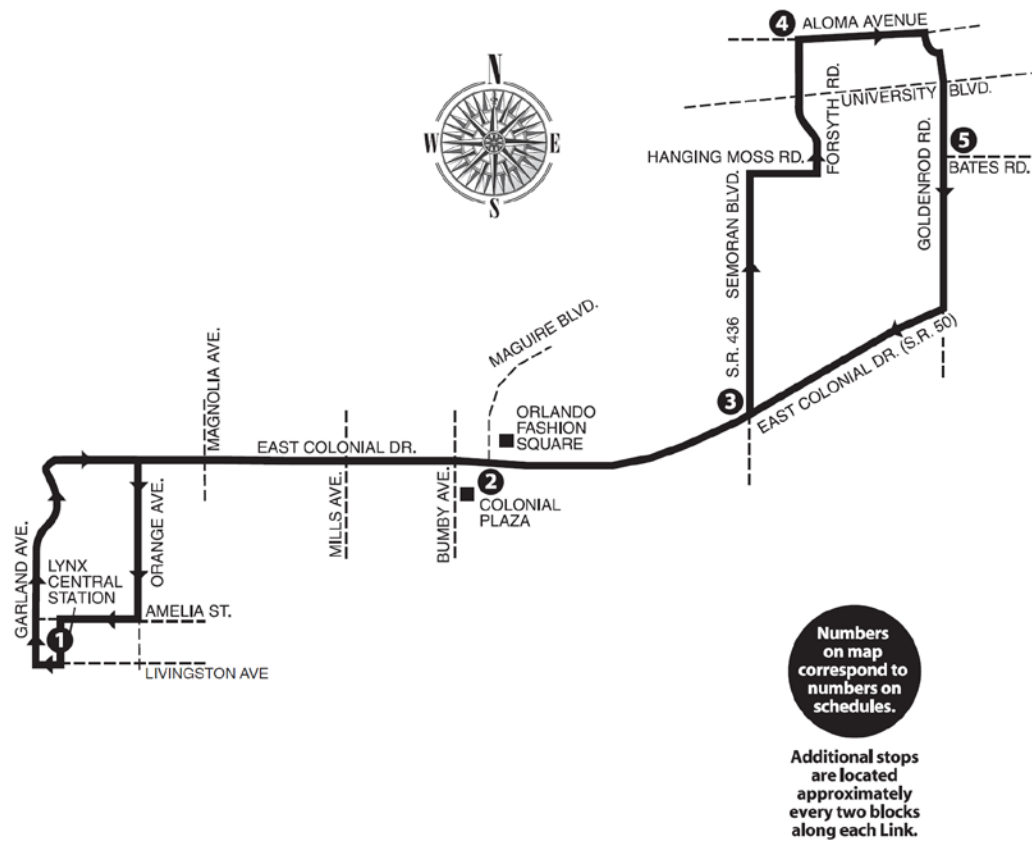 4
ALOMA AVENUE
N
W
E
S
FORSYTH RD.
UNIVERSITY BLVD.
HANGING MOSS RD.
GOLDENROD RD.
5
BATES RD.
SEMORAN BLVD.
S.R. 436
MAGUIRE BLVD.
EAST COLONIAL DR. (S.R. 50)
3
MAGNOLIA AVE.
ORLANDO
FASHION
SQUARE
EAST COLONIAL DR.
2
COLONIAL
PLAZA
MILLS AVE.
BUMBY AVE.
ORANGE AVE.
GARLAND AVE.
LYNX
CENTRAL
STATION
AMELIA ST.
1
LIVINGSTON AVE
Numbers
on map
correspond to
numbers on
schedules.
Additional stops
are located
approximately
every two blocks
along each Link.